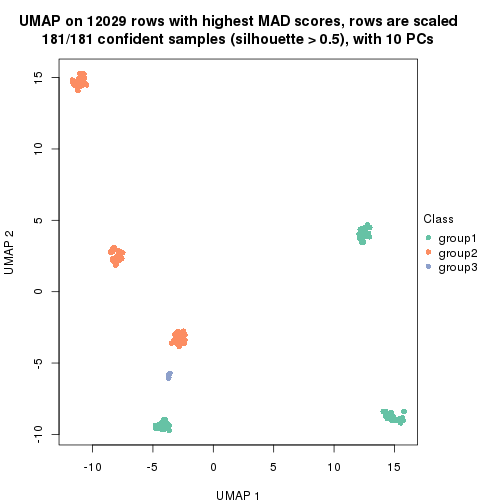 UMAP on 12029 rows with highest MAD scores, rows are scaled
181/181 confident samples (silhouette > 0.5), with 10 PCs
15
10
5
0
-5
-10
UMAP 2
Class
group1
group2
group3
-10
-5
0
5
10
15
UMAP 1